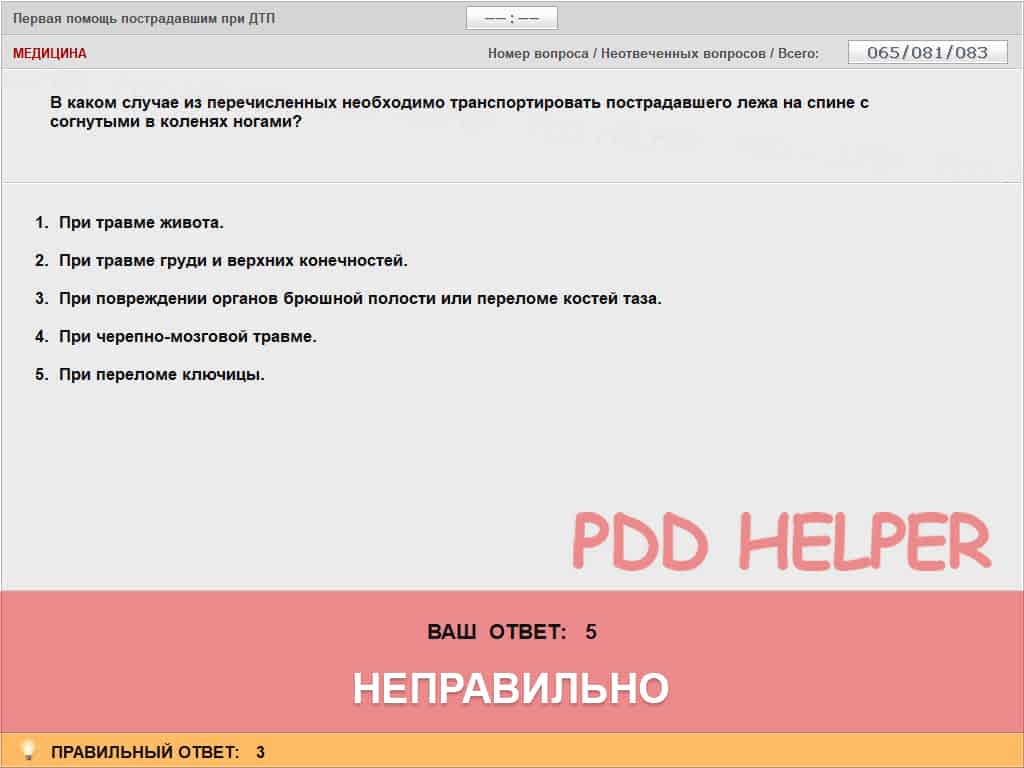 Первая помощь пострадавшим при ДТП
—— : ——
МЕДИЦИНА
Номер вопроса / Неотвеченных вопросов / Всего: 065/081/083
В каком случае из перечисленных необходимо транспортировать пострадавшего лежа на спине с
согнутыми в коленях ногами?
1. При травме живота.
2. При травме груди и верхних конечностей.
3. При повреждении органов брюшной полости или переломе костей таза.
4. При черепно-мозговой травме.
5. При переломе ключицы.
PDD HELPER
ВАШ ОТВЕТ: 5
НЕПРАВИЛЬНО
ПРАВИЛЬНЫЙ ОТВЕТ: 3